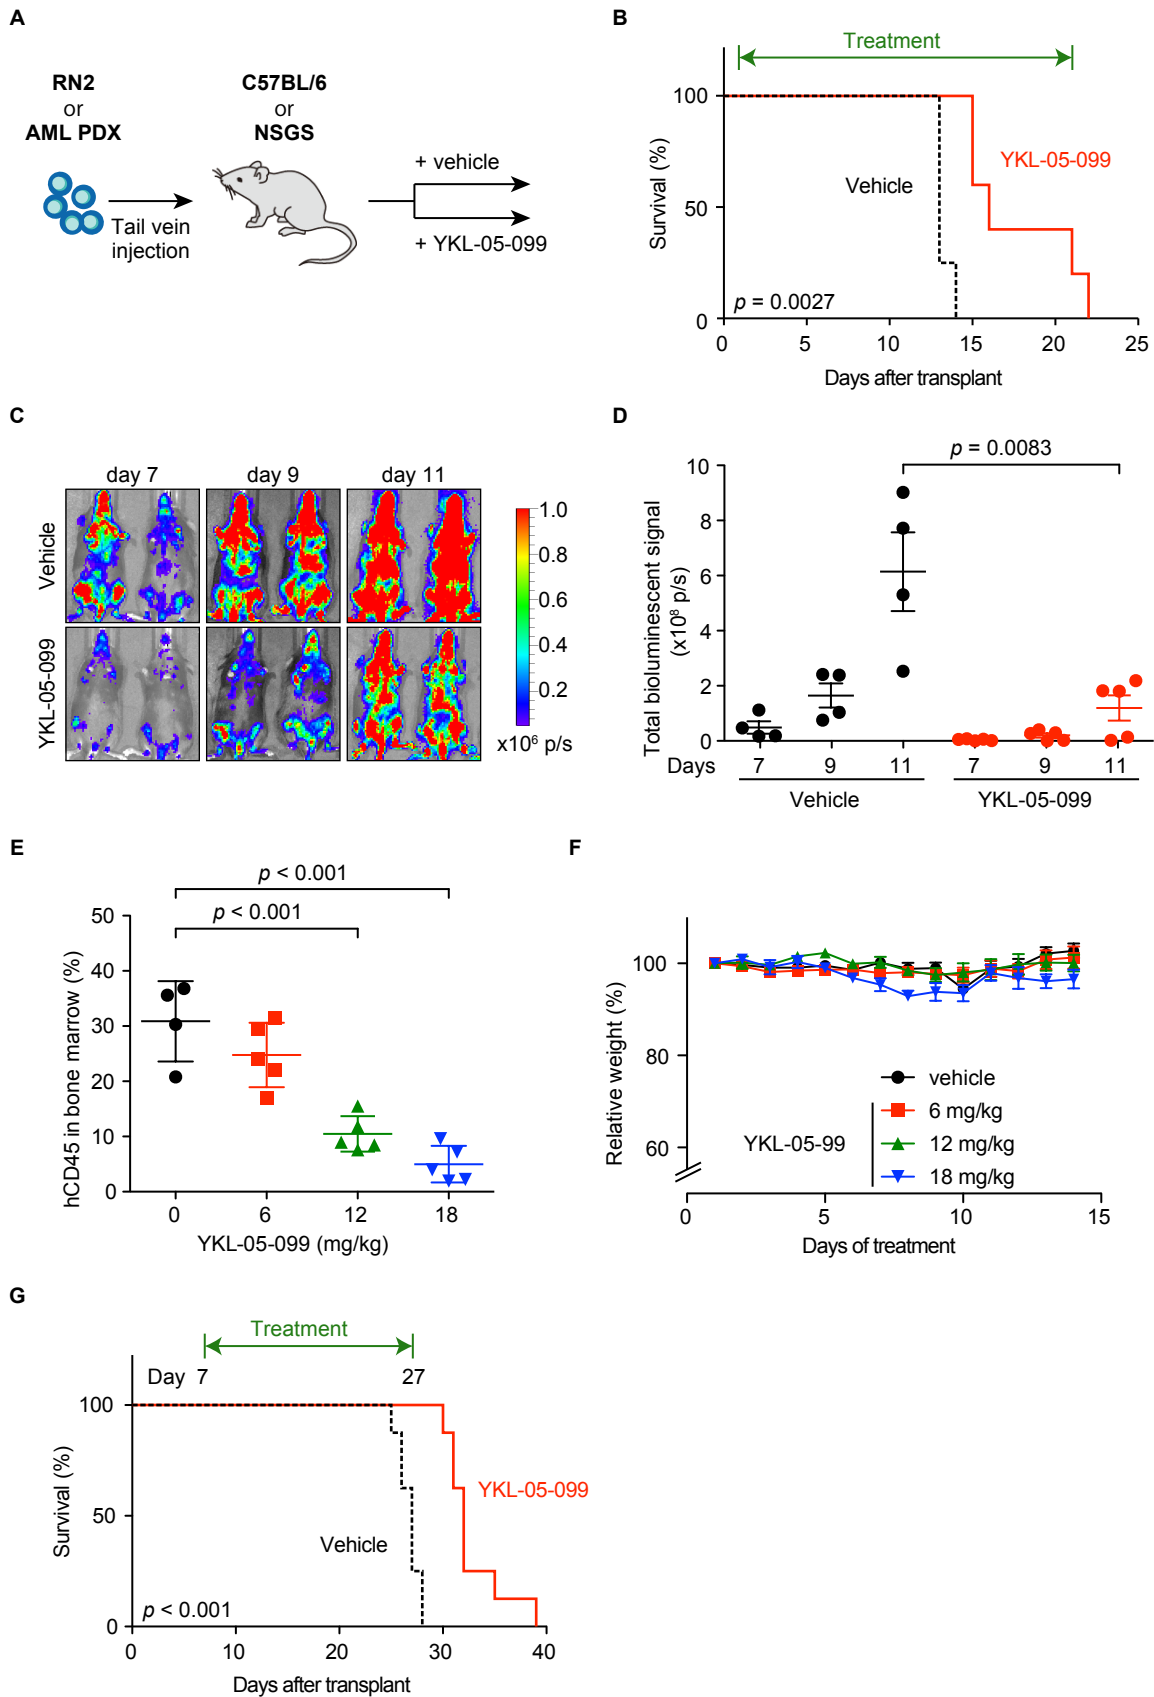 A
RN2
or
AML PDX
Tail vein
injection
C57BL/6
or
NSGS
+ vehicle
+ YKL-05-099
B
Treatment
Survival (%)
100
50
0
Vehicle
YKL-05-099
p = 0.0027
0 5 10 15 20 25
Days after transplant
C
day 7 day 9 day 11
Vehicle
YKL-05-099
1.0
0.8
0.6
0.4
0.2
x10⁶ p/s
D
p = 0.0083
Total bioluminescent signal
(x10⁸ p/s)
10
8
6
4
2
0
Days 7 9 11 7 9 11
Vehicle YKL-05-099
E
p < 0.001
p < 0.001
hCD45 in bone marrow (%)
50
40
30
20
10
0
0 6 12 18
YKL-05-099 (mg/kg)
F
Relative weight (%)
100
80
60
vehicle
YKL-05-99
6 mg/kg
12 mg/kg
18 mg/kg
0 5 10 15
Days of treatment
G
Treatment
Day 7 27
Survival (%)
100
50
0
YKL-05-099
Vehicle
p < 0.001
0 10 20 30 40
Days after transplant